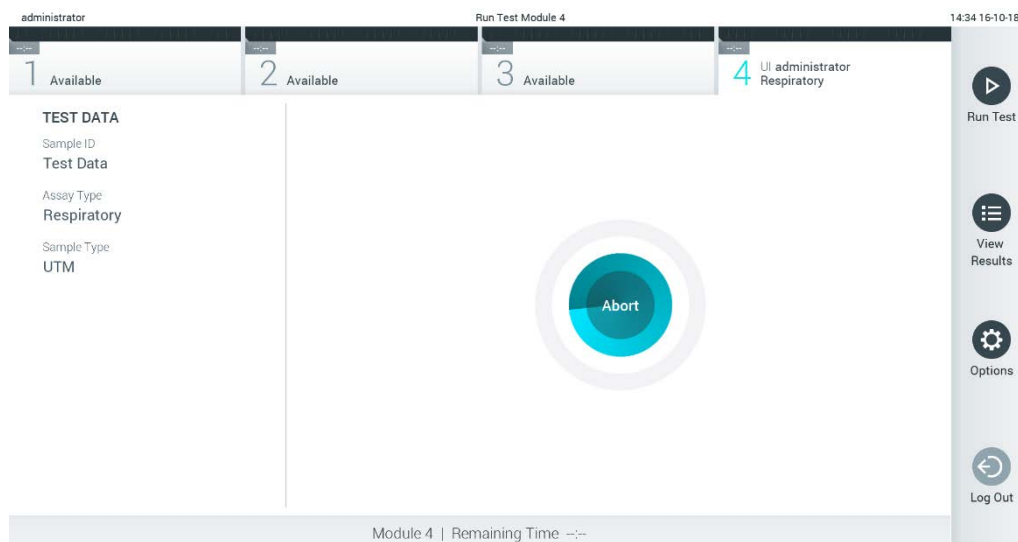 administrator
Run Test Module 4
14:34 16-10-18
--:--
1 Available
--:--
2 Available
--:--
3 Available
--:--
4 UI administrator
Respiratory
TEST DATA
Sample ID
Test Data
Assay Type
Respiratory
Sample Type
UTM
Abort
Run Test
View
Results
Options
Log Out
Module 4 | Remaining Time --:--